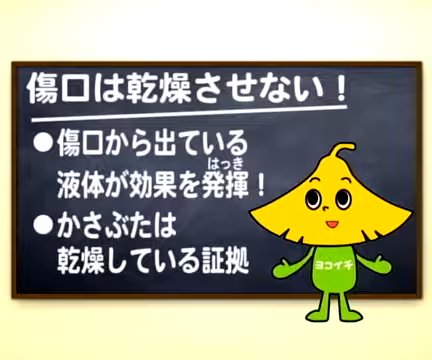 傷口は乾燥させない！
●傷口から出ている
はっき
液体が効果を発揮！
●かさぶたは
乾燥している証拠
ヨコイチ